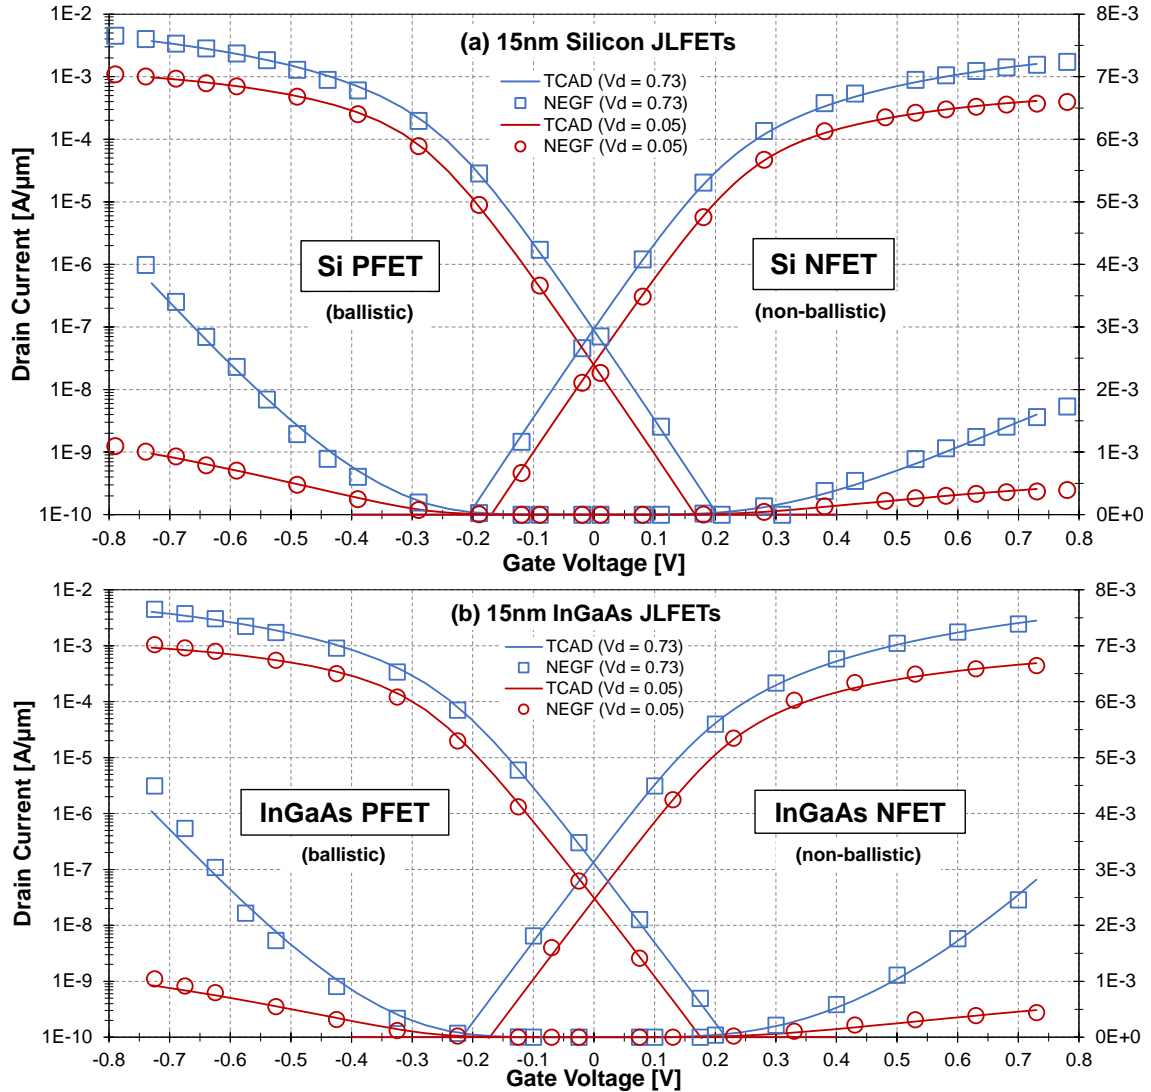 (a) 15nm Silicon JLFETs
TCAD (Vd = 0.73)
NEGF (Vd = 0.73)
TCAD (Vd = 0.05)
NEGF (Vd = 0.05)
Si PFET
(ballistic)
Si NFET
(non-ballistic)
Drain Current [A/µm]
1E-2
1E-3
1E-4
1E-5
1E-6
1E-7
1E-8
1E-9
1E-10
8E-3
7E-3
6E-3
5E-3
4E-3
3E-3
2E-3
1E-3
0E+0
-0.8 -0.7 -0.6 -0.5 -0.4 -0.3 -0.2 -0.1 0 0.1 0.2 0.3 0.4 0.5 0.6 0.7 0.8
Gate Voltage [V]
(b) 15nm InGaAs JLFETs
TCAD (Vd = 0.73)
NEGF (Vd = 0.73)
TCAD (Vd = 0.05)
NEGF (Vd = 0.05)
InGaAs PFET
(ballistic)
InGaAs NFET
(non-ballistic)
Drain Current [A/µm]
1E-2
1E-3
1E-4
1E-5
1E-6
1E-7
1E-8
1E-9
1E-10
8E-3
7E-3
6E-3
5E-3
4E-3
3E-3
2E-3
1E-3
0E+0
-0.8 -0.7 -0.6 -0.5 -0.4 -0.3 -0.2 -0.1 0 0.1 0.2 0.3 0.4 0.5 0.6 0.7 0.8
Gate Voltage [V]